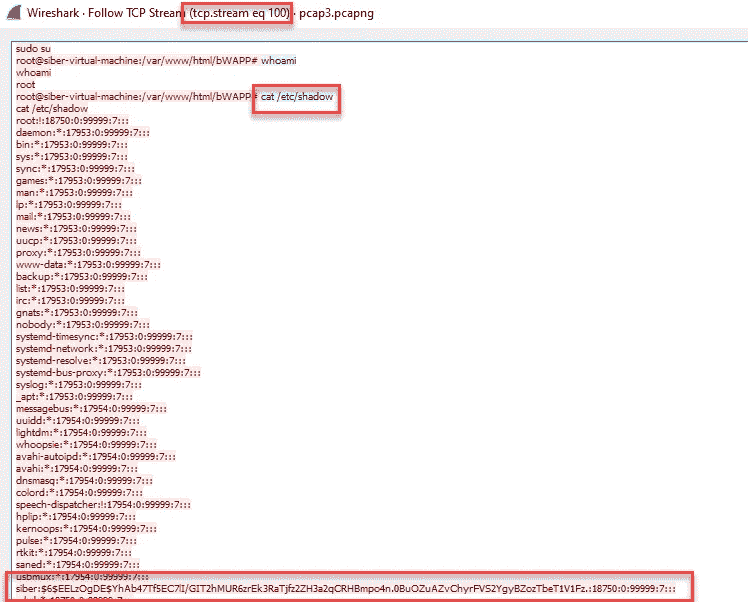 Wireshark · Follow TCP Stream (tcp.stream eq 100) · pcap3.pcapng
sudo su
root@siber-virtual-machine:/var/www/html/bWAPP# whoami
whoami
root
root@siber-virtual-machine:/var/www/html/bWAPP# cat /etc/shadow
cat /etc/shadow
root:!:18750:0:99999:7:::
daemon:*:17953:0:99999:7:::
bin:*:17953:0:99999:7:::
sys:*:17953:0:99999:7:::
sync:*:17953:0:99999:7:::
games:*:17953:0:99999:7:::
man:*:17953:0:99999:7:::
lp:*:17953:0:99999:7:::
mail:*:17953:0:99999:7:::
news:*:17953:0:99999:7:::
uucp:*:17953:0:99999:7:::
proxy:*:17953:0:99999:7:::
www-data:*:17953:0:99999:7:::
backup:*:17953:0:99999:7:::
list:*:17953:0:99999:7:::
irc:*:17953:0:99999:7:::
gnats:*:17953:0:99999:7:::
nobody:*:17953:0:99999:7:::
systemd-timesync:*:17953:0:99999:7:::
systemd-network:*:17953:0:99999:7:::
systemd-resolve:*:17953:0:99999:7:::
systemd-bus-proxy:*:17953:0:99999:7:::
syslog:*:17953:0:99999:7:::
_apt:*:17953:0:99999:7:::
messagebus:*:17954:0:99999:7:::
uuidd:*:17954:0:99999:7:::
lightdm:*:17954:0:99999:7:::
whoopsie:*:17954:0:99999:7:::
avahi-autoipd:*:17954:0:99999:7:::
avahi:*:17954:0:99999:7:::
dnsmasq:*:17954:0:99999:7:::
colord:*:17954:0:99999:7:::
speech-dispatcher:!:17954:0:99999:7:::
hplip:*:17954:0:99999:7:::
kernoops:*:17954:0:99999:7:::
pulse:*:17954:0:99999:7:::
rtkit:*:17954:0:99999:7:::
saned:*:17954:0:99999:7:::
usbmux:*:17954:0:99999:7:::
siber:$6$EELzOgDE$YhAb47Tf5EC7lI/GIT2hMUR6zrEk3RaTjfz2ZH3a2qCRHBmpo4n.0BuOZuAZvChyrFVS2YgyBZozTbeT1V1Fz.:18750:0:99999:7:::